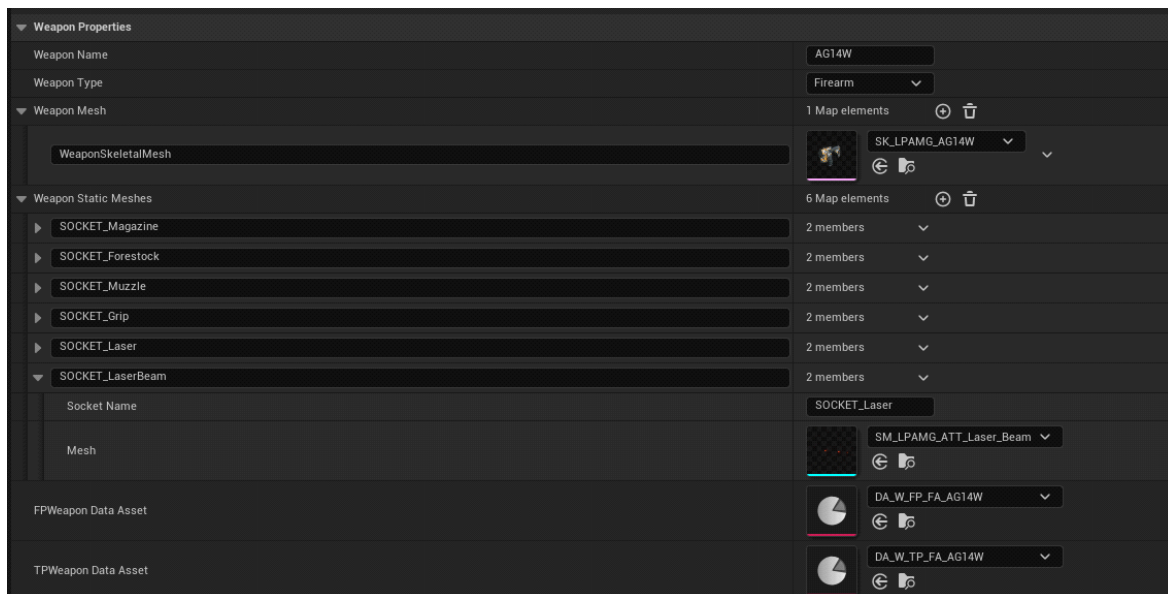 Weapon Properties
Weapon Name AG14W
Weapon Type Firearm
Weapon Mesh 1 Map elements
WeaponSkeletalMesh SK_LPAMG_AG14W
Weapon Static Meshes 6 Map elements
SOCKET_Magazine 2 members
SOCKET_Forestock 2 members
SOCKET_Muzzle 2 members
SOCKET_Grip 2 members
SOCKET_Laser 2 members
SOCKET_LaserBeam 2 members
Socket Name SOCKET_Laser
Mesh SM_LPAMG_ATT_Laser_Beam
FPWeapon Data Asset DA_W_FP_FA_AG14W
TPWeapon Data Asset DA_W_TP_FA_AG14W